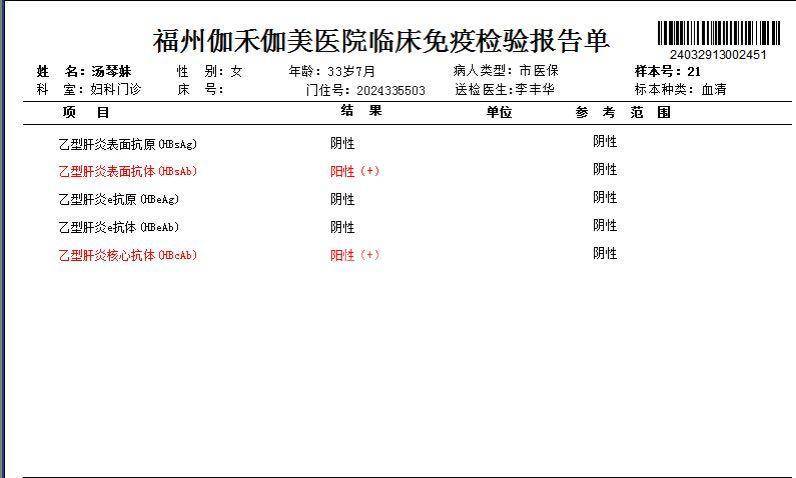 福州伽禾伽美医院临床免疫检验报告单
24032913002451
姓 名：汤琴妹 性 别：女 年龄：33岁7月 病人类型：市医保 样本号：21
科 室：妇科门诊 床 号： 门住号：2024335503 送检医生：李丰华 标本种类：血清
项 目 结 果 单位 参 考 范 围
乙型肝炎表面抗原(HBsAg) 阴性 阴性
乙型肝炎表面抗体(HBsAb) 阳性（+） 阴性
乙型肝炎e抗原(HBeAg) 阴性 阴性
乙型肝炎e抗体(HBeAb) 阴性 阴性
乙型肝炎核心抗体(HBcAb) 阳性（+） 阴性